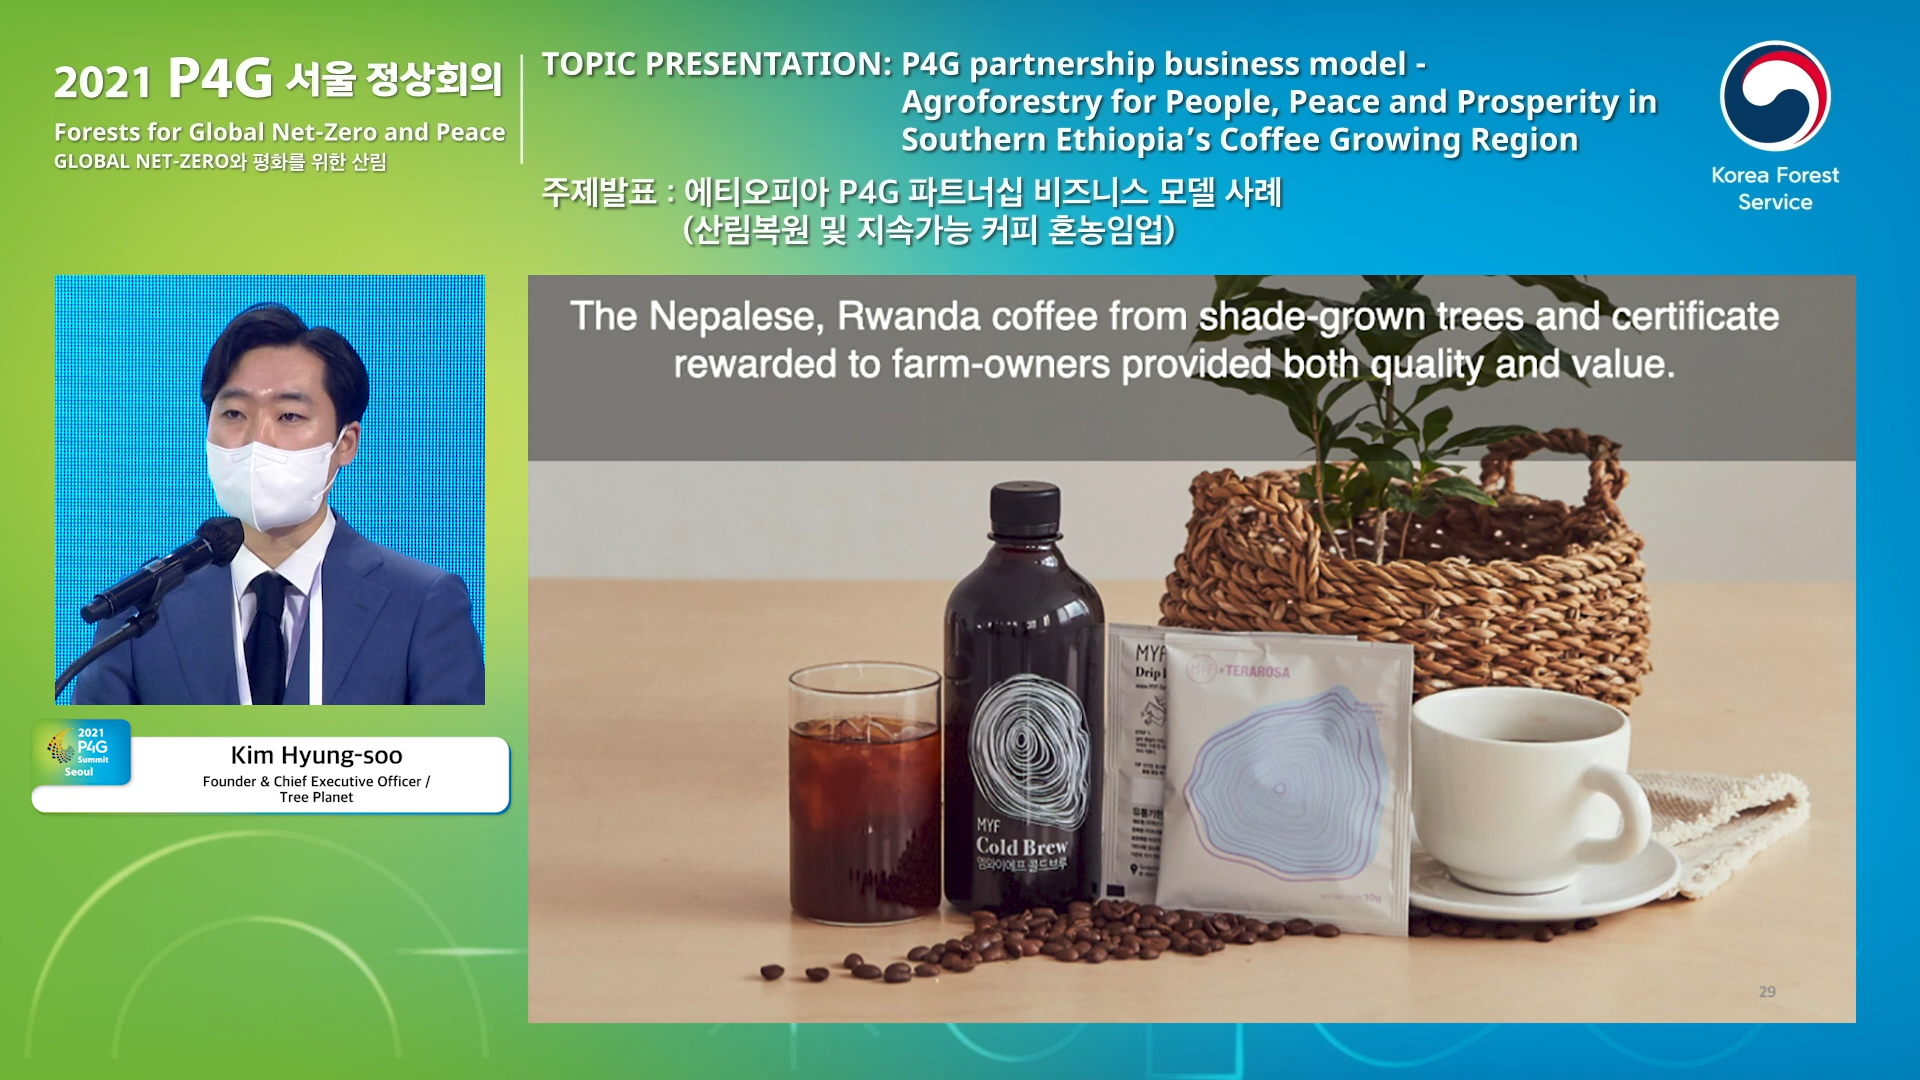 2021 P4G 서울 정상회의
Forests for Global Net-Zero and Peace
GLOBAL NET-ZERO와 평화를 위한 산림
TOPIC PRESENTATION: P4G partnership business model -
Agroforestry for People, Peace and Prosperity in
Southern Ethiopia's Coffee Growing Region
주제발표 : 에티오피아 P4G 파트너십 비즈니스 모델 사례
(산림복원 및 지속가능 커피 혼농임업)
Korea Forest
Service
The Nepalese, Rwanda coffee from shade-grown trees and certificate
rewarded to farm-owners provided both quality and value.
MYF
Cold Brew
엠와이에프 콜드브루
MYF
Drip
MYF × TERAROSA
10g
29
2021
P4G
Summit
Seoul
Kim Hyung-soo
Founder & Chief Executive Officer /
Tree Planet